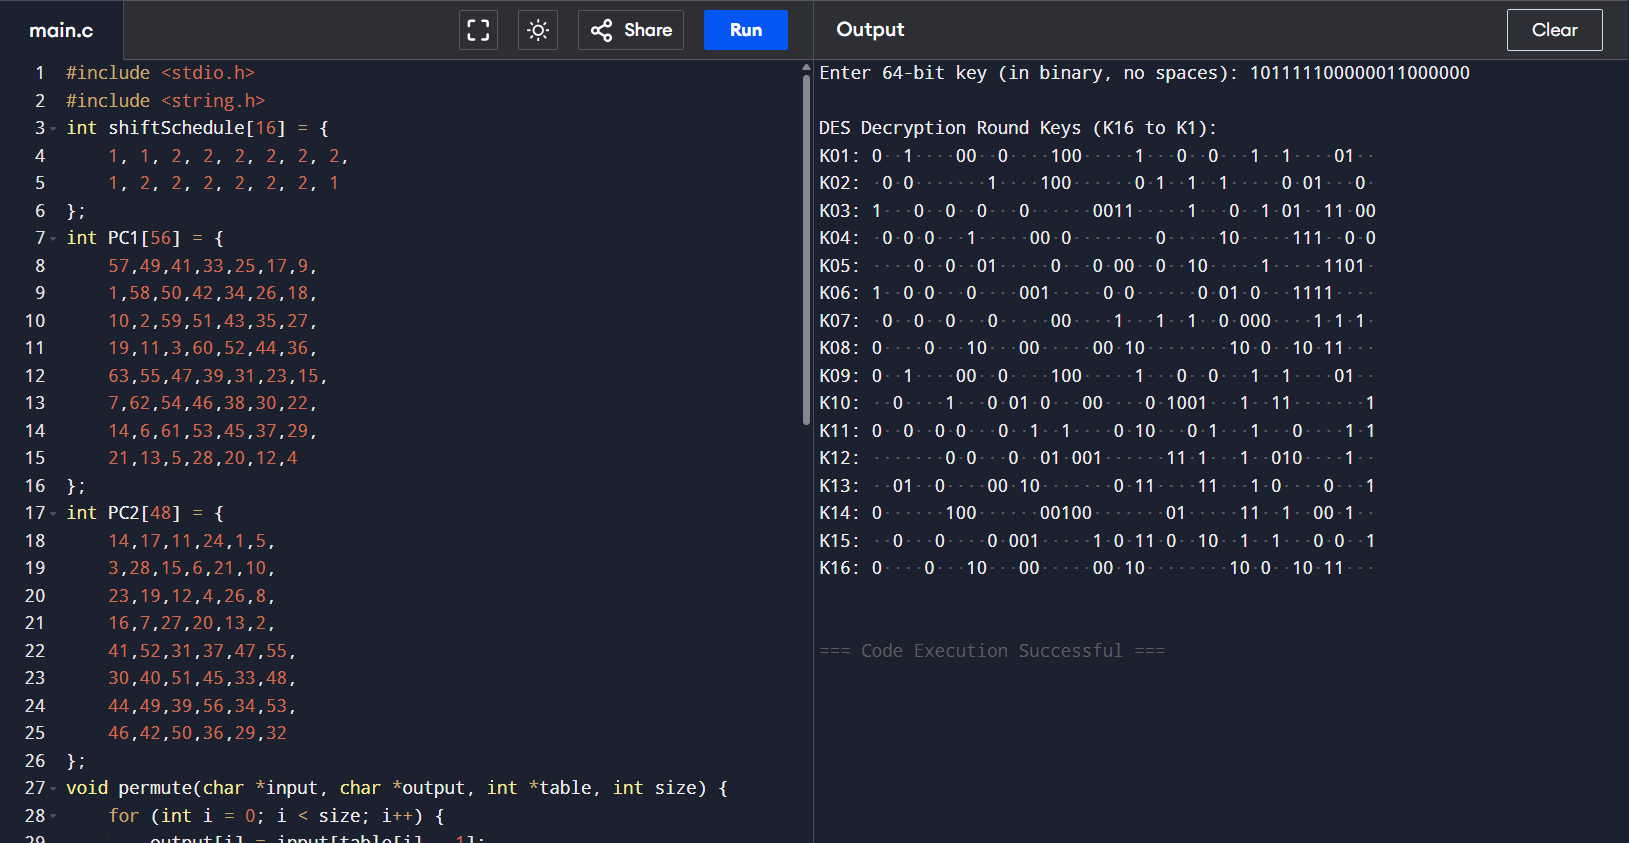 main.c
Share
Run
Output
Clear
1 #include <stdio.h>
2 #include <string.h>
3 int shiftSchedule[16] = {
4 1, 1, 2, 2, 2, 2, 2, 2,
5 1, 2, 2, 2, 2, 2, 2, 1
6 };
7 int PC1[56] = {
8 57,49,41,33,25,17,9,
9 1,58,50,42,34,26,18,
10 10,2,59,51,43,35,27,
11 19,11,3,60,52,44,36,
12 63,55,47,39,31,23,15,
13 7,62,54,46,38,30,22,
14 14,6,61,53,45,37,29,
15 21,13,5,28,20,12,4
16 };
17 int PC2[48] = {
18 14,17,11,24,1,5,
19 3,28,15,6,21,10,
20 23,19,12,4,26,8,
21 16,7,27,20,13,2,
22 41,52,31,37,47,55,
23 30,40,51,45,33,48,
24 44,49,39,56,34,53,
25 46,42,50,36,29,32
26 };
27 void permute(char *input, char *output, int *table, int size) {
28 for (int i = 0; i < size; i++) {
29 output[i] = input[table[i] - 1];
Enter 64-bit key (in binary, no spaces): 101111100000011000000
DES Decryption Round Keys (K16 to K1):
K01: 0··1····00··0····100·····1···0··0···1··1····01··
K02: ·0·0·······1····100······0·1··1··1·····0·01···0·
K03: 1···0··0··0···0······0011·····1···0··1·01··11·00
K04: ·0·0·0···1·····00·0········0·····10·····111··0·0
K05: ····0··0··01·····0···0·00··0··10·····1·····1101·
K06: 1··0·0···0····001·····0·0······0·01·0···1111····
K07: ·0··0··0···0·····00····1···1··1··0·000····1·1·1·
K08: 0····0···10···00·····00·10········10·0··10·11···
K09: 0··1····00··0····100·····1···0··0···1··1····01··
K10: ··0····1···0·01·0···00····0·1001···1··11·······1
K11: 0··0··0·0···0··1··1····0·10···0·1···1···0····1·1
K12: ·······0·0···0··01·001······11·1···1··010····1··
K13: ··01··0····00·10·······0·11····11···1·0····0···1
K14: 0······100······00100·······01·····11··1··00·1··
K15: ··0···0····0·001·····1·0·11·0··10··1··1···0·0··1
K16: 0····0···10···00·····00·10········10·0··10·11···
=== Code Execution Successful ===